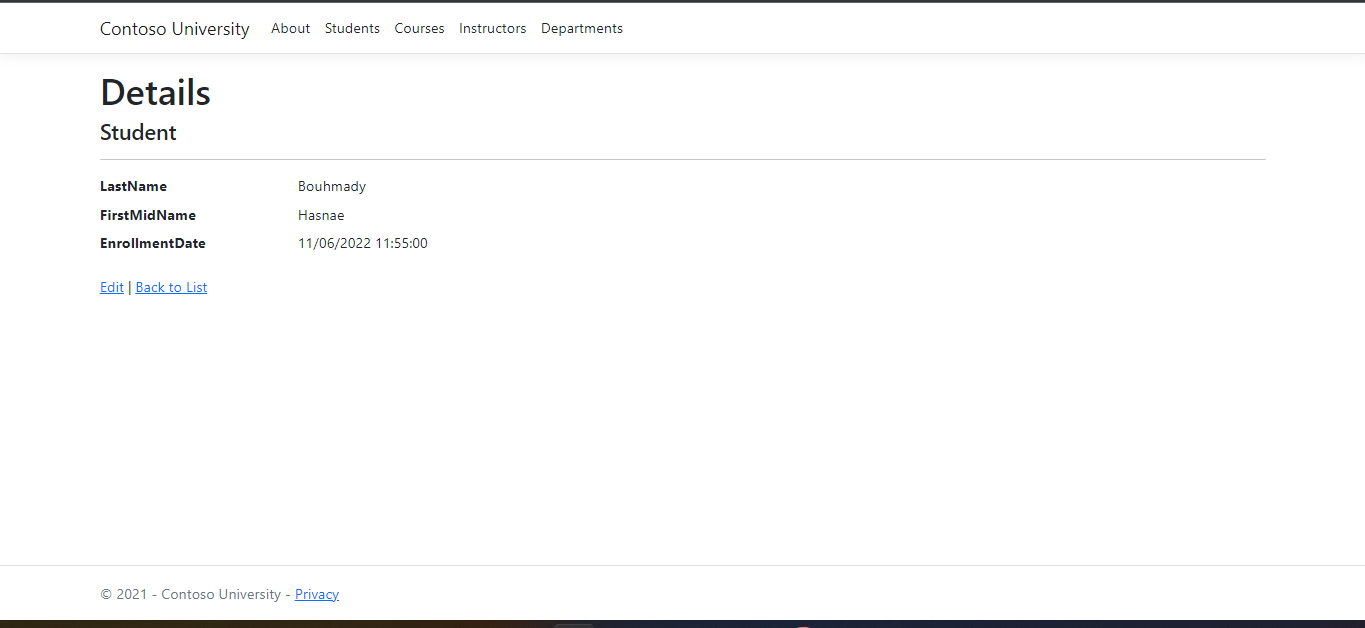 Contoso University About Students Courses Instructors Departments
Details
Student
LastName Bouhmady
FirstMidName Hasnae
EnrollmentDate 11/06/2022 11:55:00
Edit | Back to List
© 2021 - Contoso University - Privacy